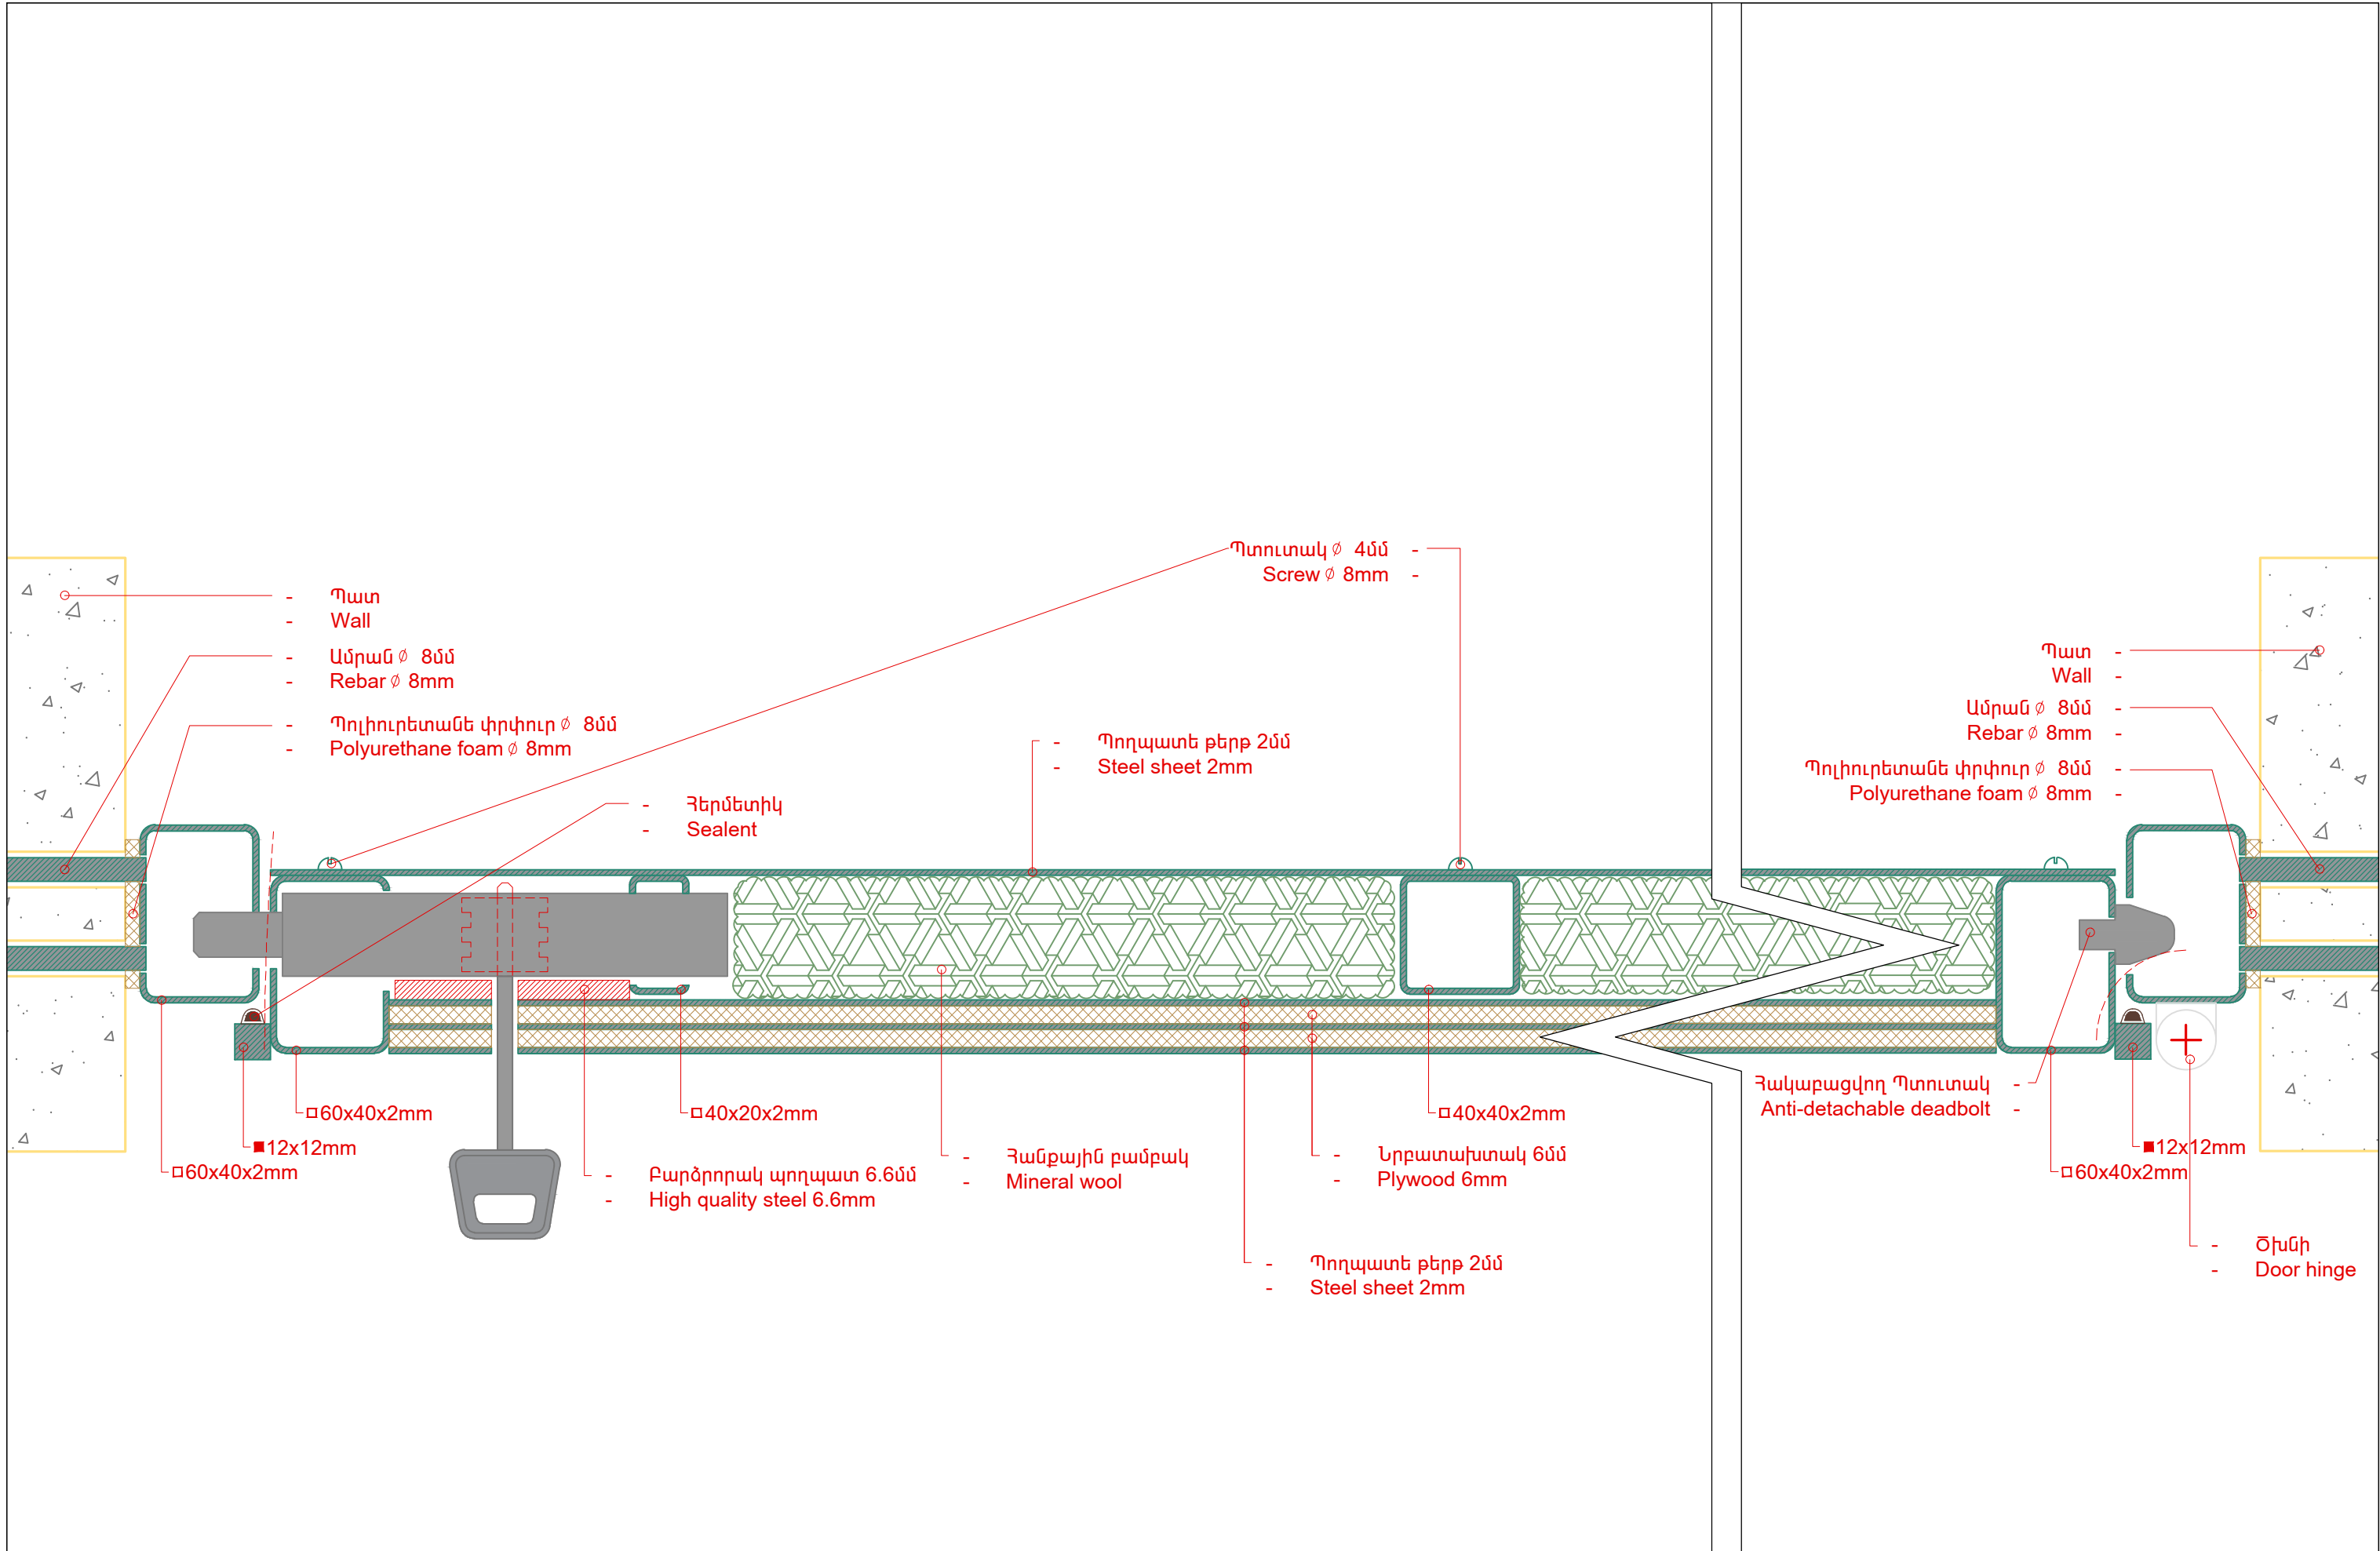 Պտուտակ⌀ 4մմ -
Screw⌀ 8mm -
- Պատ
- Wall
- Ամրան⌀ 8մմ
- Rebar⌀ 8mm
- Պոլիուրետանե փրփուր⌀ 8մմ
- Polyurethane foam⌀ 8mm
- Հերմետիկ
- Sealent
- Պողպատե թերթ 2մմ
- Steel sheet 2mm
Պատ -
Wall -
Ամրան⌀ 8մմ -
Rebar⌀ 8mm -
Պոլիուրետանե փրփուր⌀ 8մմ -
Polyurethane foam⌀ 8mm -
Հակաբացվող Պտուտակ -
Anti-detachable deadbolt -
□60x40x2mm
■12x12mm
□60x40x2mm
□40x20x2mm
□40x40x2mm
- Բարձրորակ պողպատ 6.6մմ
- High quality steel 6.6mm
- Հանքային բամբակ
- Mineral wool
- Նրբատախտակ 6մմ
- Plywood 6mm
■12x12mm
□60x40x2mm
- Պողպատե թերթ 2մմ
- Steel sheet 2mm
- Ծխնի
- Door hinge